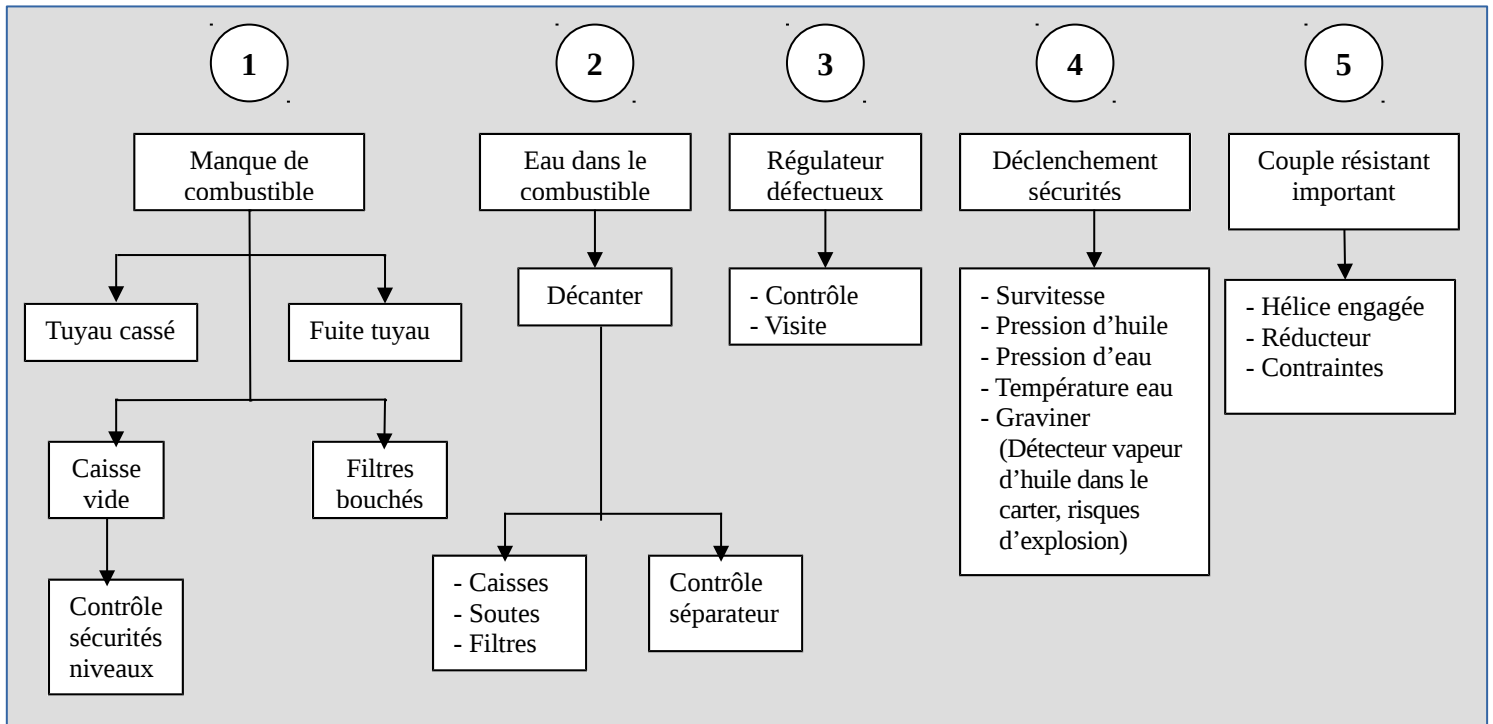 1
2
3
4
5
Manque de
combustible
Eau dans le
combustible
Régulateur
défectueux
Déclenchement
sécurités
Couple résistant
important
Tuyau cassé
Fuite tuyau
Caisse
vide
Filtres
bouchés
Contrôle
sécurités
niveaux
Décanter
- Caisses
- Soutes
- Filtres
Contrôle
séparateur
- Contrôle
- Visite
- Survitesse
- Pression d’huile
- Pression d’eau
- Température eau
- Graviner
(Détecteur vapeur
d’huile dans le
carter, risques
d’explosion)
- Hélice engagée
- Réducteur
- Contraintes